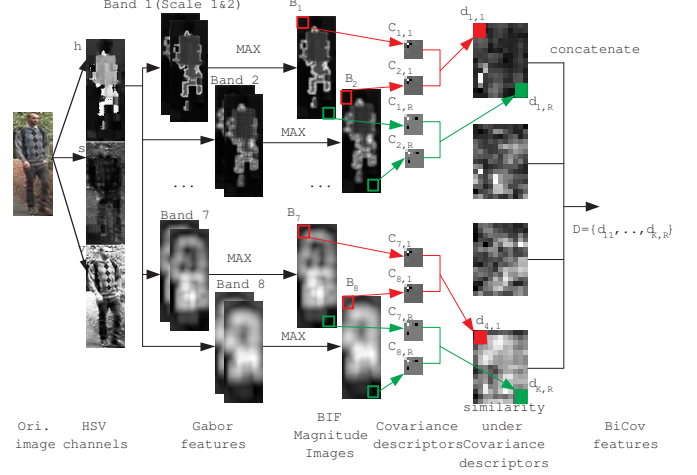 Band 1(Scale 1&2)
B1
C1,1
d1,1
h
MAX
concatenate
Band 2
B2
C2,1
C1,R
d1,R
s
MAX
C2,R
...
...
v
Band 7
B7
D={d11,..,dK,R}
C7,1
MAX
Band 8
B8
C8,1
C7,R
d4,1
MAX
C8,R
dK,R
Ori.
image
HSV
channels
Gabor
features
BIF
Magnitude
Images
Covariance
descriptors
similarity
under
Covariance
descriptors
BiCov
features